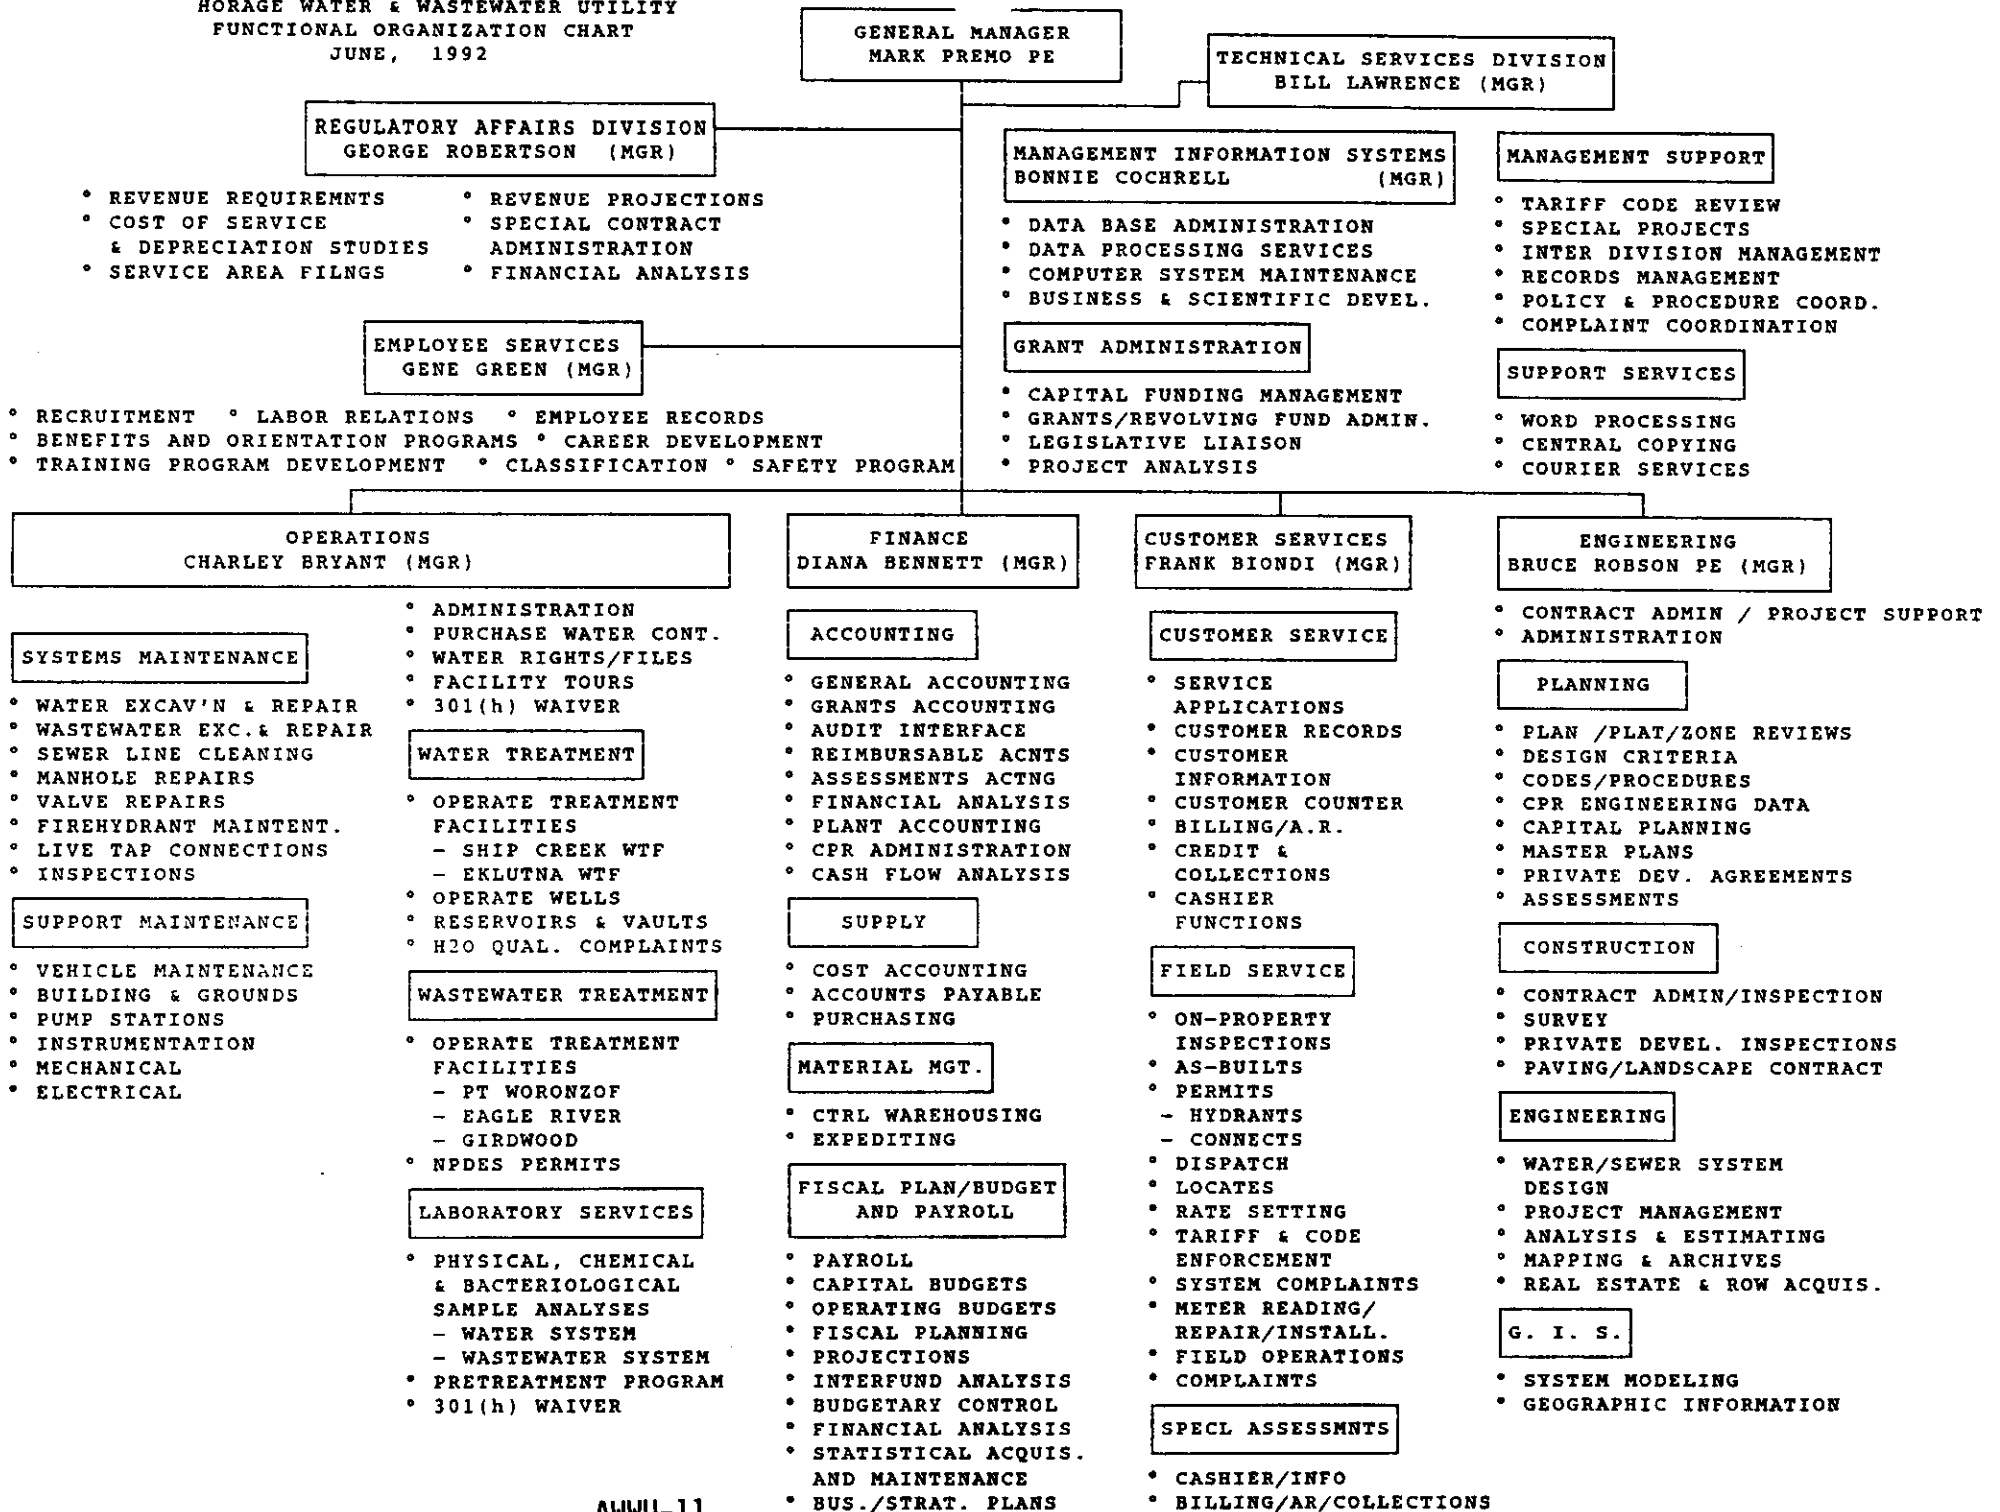 HORAGE WATER & WASTEWATER UTILITY
FUNCTIONAL ORGANIZATION CHART
JUNE, 1992
GENERAL MANAGER
MARK PREMO PE
TECHNICAL SERVICES DIVISION
BILL LAWRENCE (MGR)
REGULATORY AFFAIRS DIVISION
GEORGE ROBERTSON (MGR)
° REVENUE REQUIREMNTS
° COST OF SERVICE
& DEPRECIATION STUDIES
° SERVICE AREA FILNGS
° REVENUE PROJECTIONS
° SPECIAL CONTRACT
ADMINISTRATION
° FINANCIAL ANALYSIS
MANAGEMENT INFORMATION SYSTEMS
BONNIE COCHRELL (MGR)
° DATA BASE ADMINISTRATION
° DATA PROCESSING SERVICES
° COMPUTER SYSTEM MAINTENANCE
° BUSINESS & SCIENTIFIC DEVEL.
MANAGEMENT SUPPORT
° TARIFF CODE REVIEW
° SPECIAL PROJECTS
° INTER DIVISION MANAGEMENT
° RECORDS MANAGEMENT
° POLICY & PROCEDURE COORD.
° COMPLAINT COORDINATION
EMPLOYEE SERVICES
GENE GREEN (MGR)
° RECRUITMENT ° LABOR RELATIONS ° EMPLOYEE RECORDS
° BENEFITS AND ORIENTATION PROGRAMS ° CAREER DEVELOPMENT
° TRAINING PROGRAM DEVELOPMENT ° CLASSIFICATION ° SAFETY PROGRAM
GRANT ADMINISTRATION
° CAPITAL FUNDING MANAGEMENT
° GRANTS/REVOLVING FUND ADMIN.
° LEGISLATIVE LIAISON
° PROJECT ANALYSIS
SUPPORT SERVICES
° WORD PROCESSING
° CENTRAL COPYING
° COURIER SERVICES
OPERATIONS
CHARLEY BRYANT (MGR)
SYSTEMS MAINTENANCE
° WATER EXCAV'N & REPAIR
° WASTEWATER EXC.& REPAIR
° SEWER LINE CLEANING
° MANHOLE REPAIRS
° VALVE REPAIRS
° FIREHYDRANT MAINTENT.
° LIVE TAP CONNECTIONS
° INSPECTIONS
SUPPORT MAINTENANCE
° VEHICLE MAINTENANCE
° BUILDING & GROUNDS
° PUMP STATIONS
° INSTRUMENTATION
° MECHANICAL
° ELECTRICAL
° ADMINISTRATION
° PURCHASE WATER CONT.
° WATER RIGHTS/FILES
° FACILITY TOURS
° 301(h) WAIVER
WATER TREATMENT
° OPERATE TREATMENT
FACILITIES
- SHIP CREEK WTF
- EKLUTNA WTF
° OPERATE WELLS
° RESERVOIRS & VAULTS
° H2O QUAL. COMPLAINTS
WASTEWATER TREATMENT
° OPERATE TREATMENT
FACILITIES
- PT WORONZOF
- EAGLE RIVER
- GIRDWOOD
° NPDES PERMITS
LABORATORY SERVICES
° PHYSICAL, CHEMICAL
& BACTERIOLOGICAL
SAMPLE ANALYSES
- WATER SYSTEM
- WASTEWATER SYSTEM
° PRETREATMENT PROGRAM
° 301(h) WAIVER
FINANCE
DIANA BENNETT (MGR)
ACCOUNTING
° GENERAL ACCOUNTING
° GRANTS ACCOUNTING
° AUDIT INTERFACE
° REIMBURSABLE ACNTS
° ASSESSMENTS ACTNG
° FINANCIAL ANALYSIS
° PLANT ACCOUNTING
° CPR ADMINISTRATION
° CASH FLOW ANALYSIS
SUPPLY
° COST ACCOUNTING
° ACCOUNTS PAYABLE
° PURCHASING
MATERIAL MGT.
° CTRL WAREHOUSING
° EXPEDITING
FISCAL PLAN/BUDGET
AND PAYROLL
° PAYROLL
° CAPITAL BUDGETS
° OPERATING BUDGETS
° FISCAL PLANNING
° PROJECTIONS
° INTERFUND ANALYSIS
° BUDGETARY CONTROL
° FINANCIAL ANALYSIS
° STATISTICAL ACQUIS.
AND MAINTENANCE
° BUS./STRAT. PLANS
CUSTOMER SERVICES
FRANK BIONDI (MGR)
CUSTOMER SERVICE
° SERVICE
APPLICATIONS
° CUSTOMER RECORDS
° CUSTOMER
INFORMATION
° CUSTOMER COUNTER
° BILLING/A.R.
° CREDIT &
COLLECTIONS
° CASHIER
FUNCTIONS
FIELD SERVICE
° ON-PROPERTY
INSPECTIONS
° AS-BUILTS
° PERMITS
- HYDRANTS
- CONNECTS
° DISPATCH
° LOCATES
° RATE SETTING
° TARIFF & CODE
ENFORCEMENT
° SYSTEM COMPLAINTS
° METER READING/
REPAIR/INSTALL.
° FIELD OPERATIONS
° COMPLAINTS
SPECL ASSESSMNTS
° CASHIER/INFO
° BILLING/AR/COLLECTIONS
ENGINEERING
BRUCE ROBSON PE (MGR)
° CONTRACT ADMIN / PROJECT SUPPORT
° ADMINISTRATION
PLANNING
° PLAN /PLAT/ZONE REVIEWS
° DESIGN CRITERIA
° CODES/PROCEDURES
° CPR ENGINEERING DATA
° CAPITAL PLANNING
° MASTER PLANS
° PRIVATE DEV. AGREEMENTS
° ASSESSMENTS
CONSTRUCTION
° CONTRACT ADMIN/INSPECTION
° SURVEY
° PRIVATE DEVEL. INSPECTIONS
° PAVING/LANDSCAPE CONTRACT
ENGINEERING
° WATER/SEWER SYSTEM
DESIGN
° PROJECT MANAGEMENT
° ANALYSIS & ESTIMATING
° MAPPING & ARCHIVES
° REAL ESTATE & ROW ACQUIS.
G. I. S.
° SYSTEM MODELING
° GEOGRAPHIC INFORMATION
AWWU-11